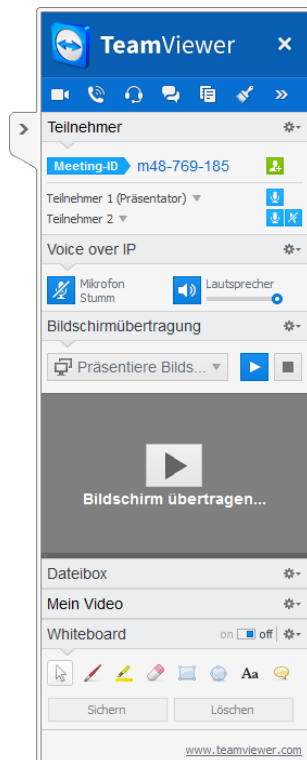 TeamViewer
Teilnehmer
Meeting-ID m48-769-185
Teilnehmer 1 (Präsentator)
Teilnehmer 2
Voice over IP
Mikrofon
Stumm
Lautsprecher
Bildschirmübertragung
Präsentiere Bilds...
Bildschirm übertragen...
Dateibox
Mein Video
Whiteboard on off
Aa
Sichern Löschen
www.teamviewer.com